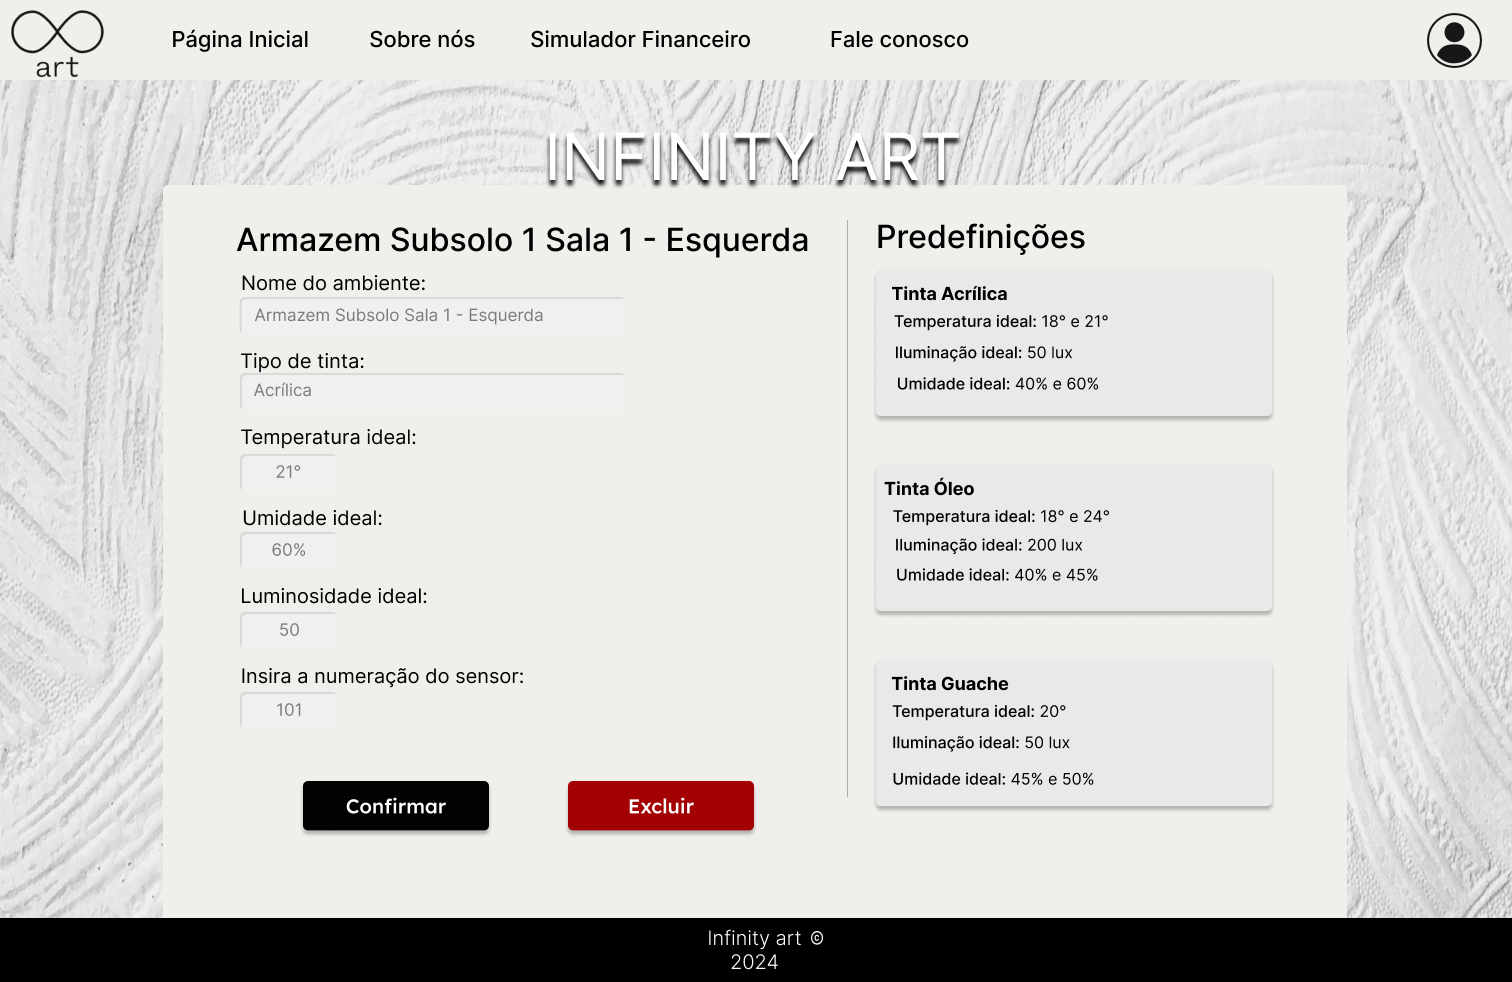 art
Página Inicial
Sobre nós
Simulador Financeiro
Fale conosco
INFINITY ART
Armazem Subsolo 1 Sala 1 - Esquerda
Nome do ambiente:
Armazem Subsolo Sala 1 - Esquerda
Tipo de tinta:
Acrílica
Temperatura ideal:
21°
Umidade ideal:
60%
Luminosidade ideal:
50
Insira a numeração do sensor:
101
Confirmar
Excluir
Predefinições
Tinta Acrílica
Temperatura ideal: 18° e 21°
Iluminação ideal: 50 lux
Umidade ideal: 40% e 60%
Tinta Óleo
Temperatura ideal: 18° e 24°
Iluminação ideal: 200 lux
Umidade ideal: 40% e 45%
Tinta Guache
Temperatura ideal: 20°
Iluminação ideal: 50 lux
Umidade ideal: 45% e 50%
Infinity art ©
2024